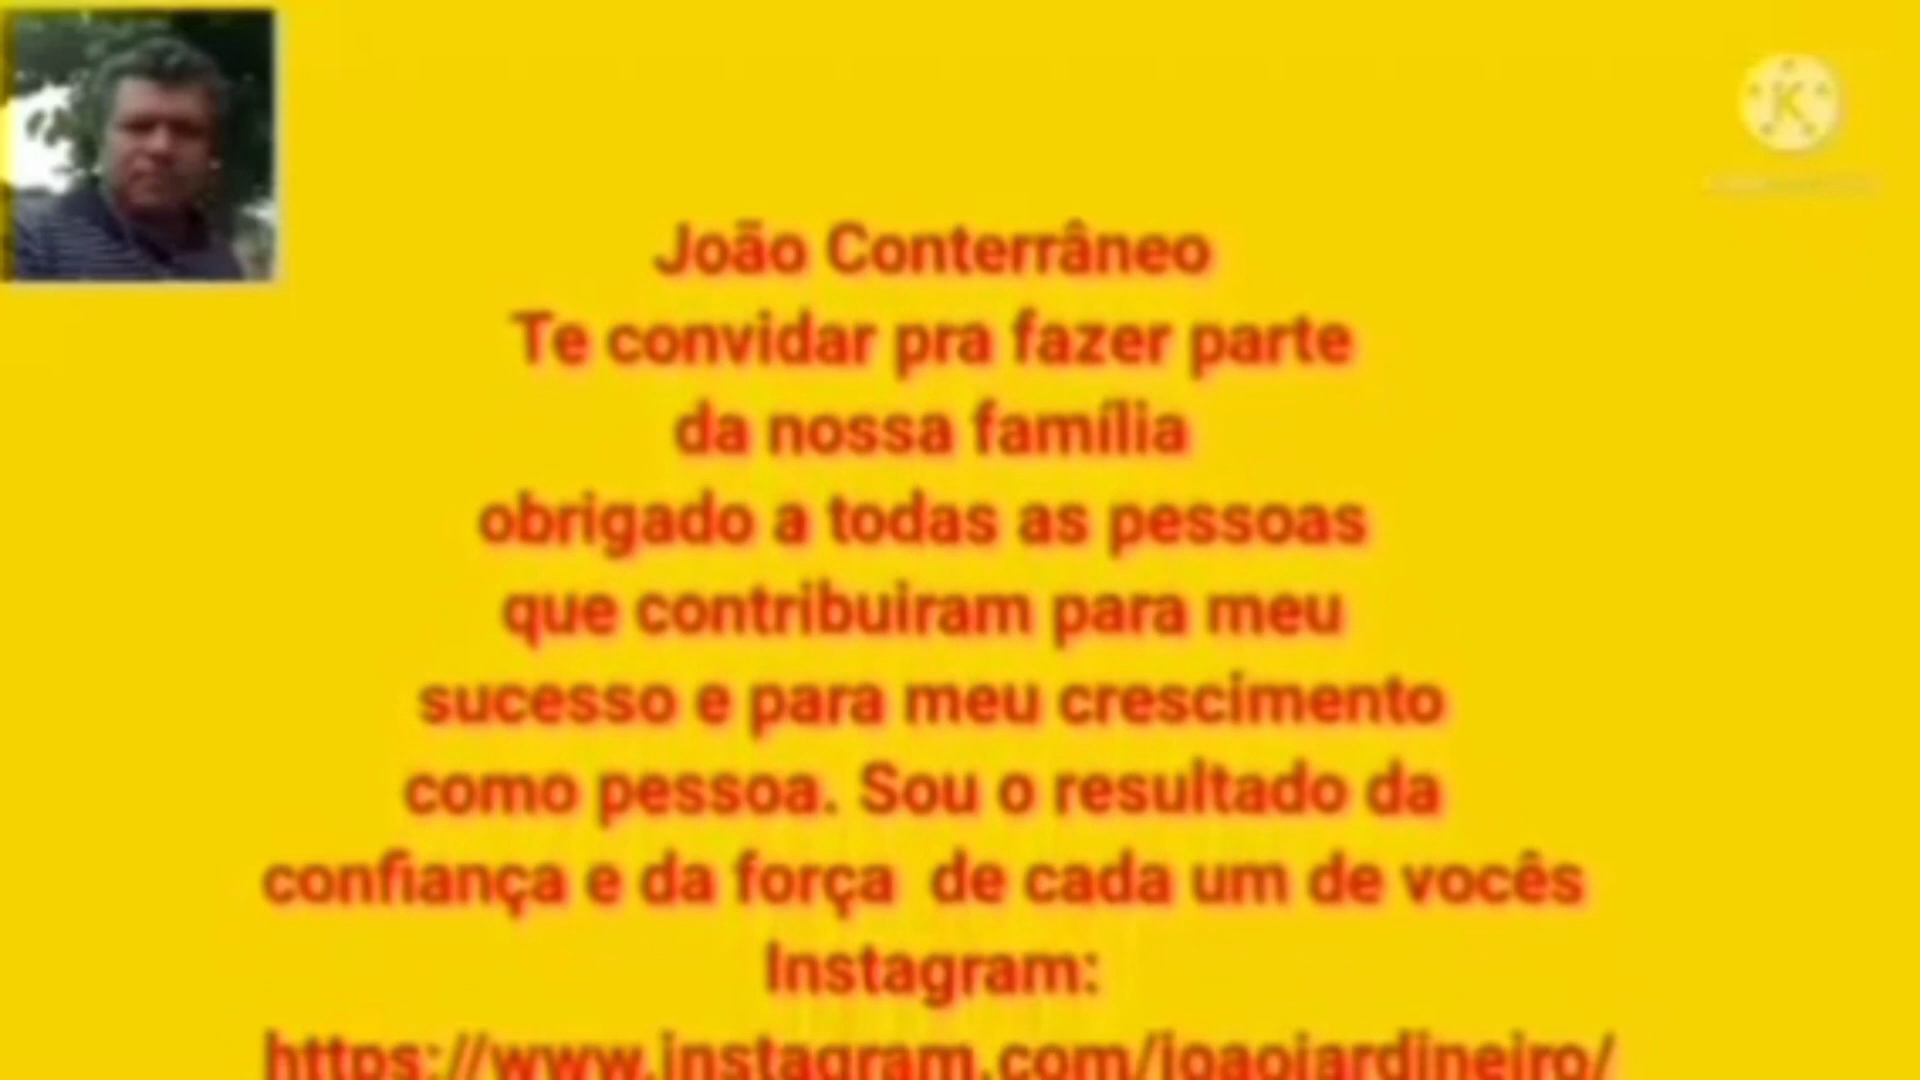 K
João Conterrâneo
Te convidar pra fazer parte
da nossa família
obrigado a todas as pessoas
que contribuiram para meu
sucesso e para meu crescimento
como pessoa. Sou o resultado da
confiança e da força de cada um de vocês
Instagram:
https://www.instagram.com/joaojardineiro/